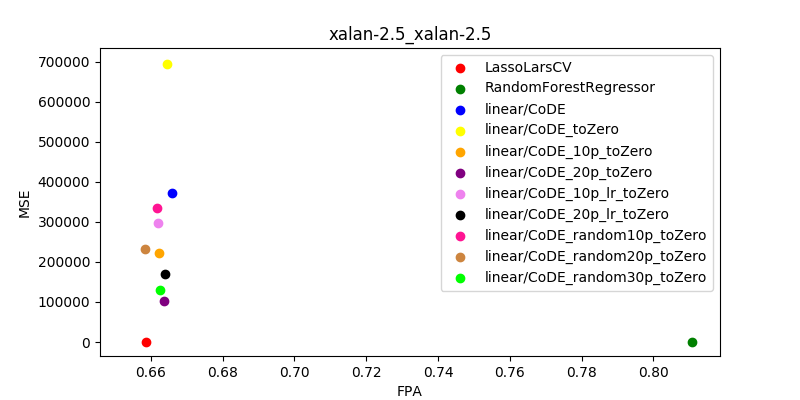 xalan-2.5_xalan-2.5
700000
600000
500000
400000
300000
200000
100000
0
MSE
0.66
0.68
0.70
0.72
0.74
0.76
0.78
0.80
FPA
LassoLarsCV
RandomForestRegressor
linear/CoDE
linear/CoDE_toZero
linear/CoDE_10p_toZero
linear/CoDE_20p_toZero
linear/CoDE_10p_lr_toZero
linear/CoDE_20p_lr_toZero
linear/CoDE_random10p_toZero
linear/CoDE_random20p_toZero
linear/CoDE_random30p_toZero